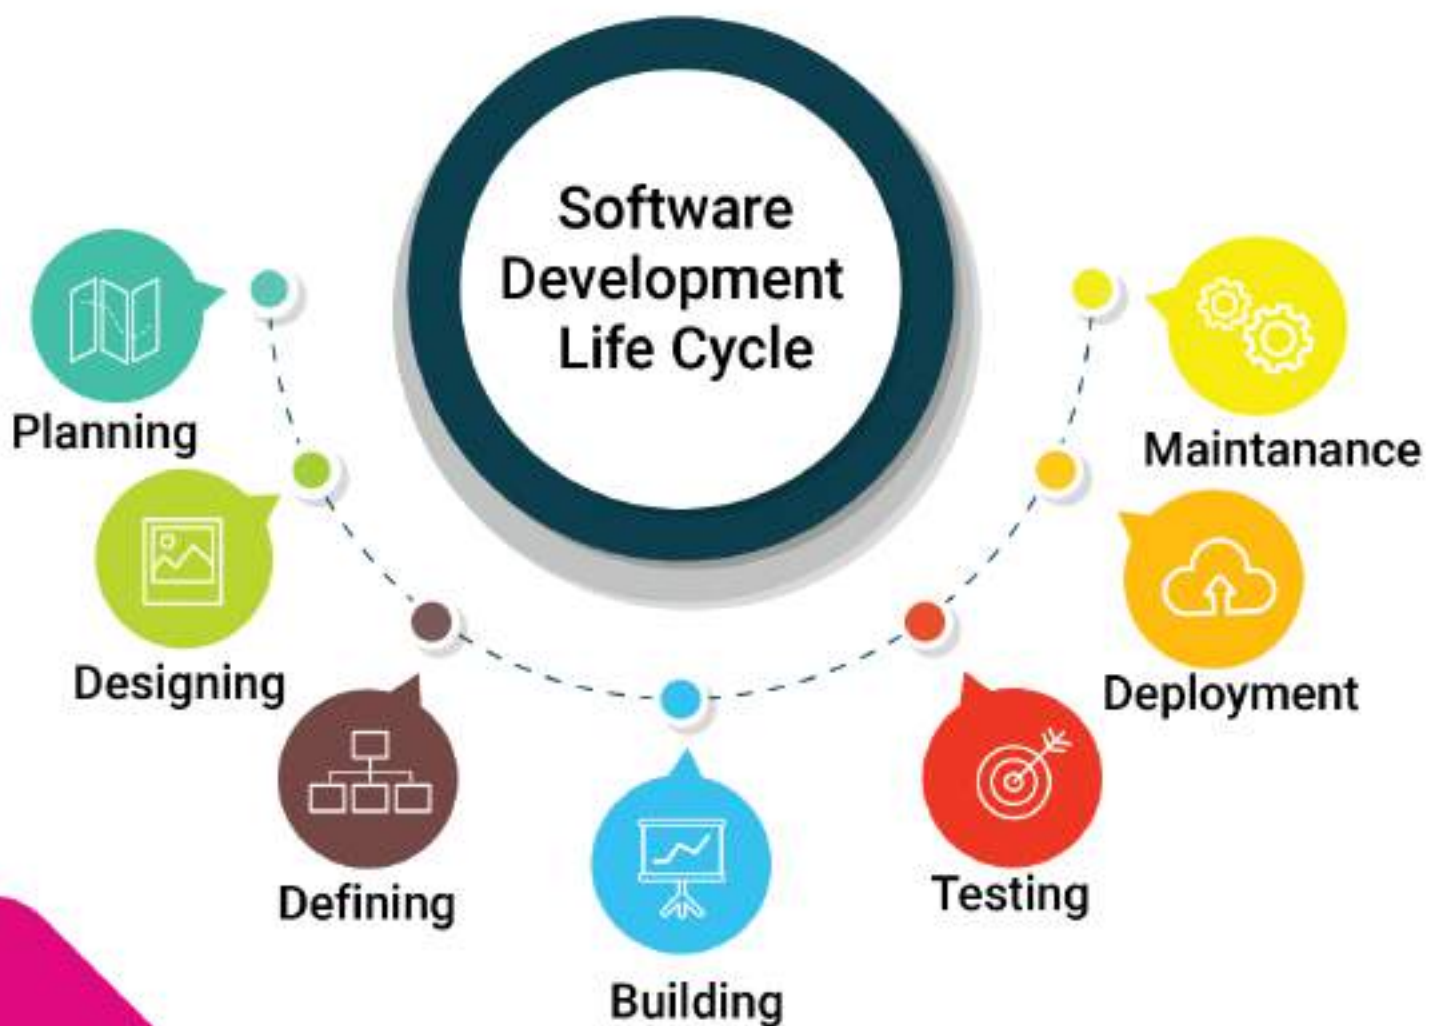 Software
Development
Life Cycle
Planning
Designing
Defining
Building
Testing
Deployment
Maintanance